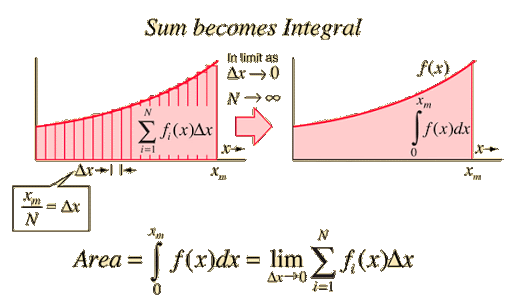 Sum becomes Integral
In limit as
Δx → 0
N → ∞
N
∑ fᵢ(x)Δx
i=1
x→
xₘ
Δx→| |←
xₘ/N = Δx
f(x)
xₘ
∫ f(x)dx
0
x→
xₘ
Area = ∫₀^xₘ f(x)dx = lim_{Δx→0} ∑_{i=1}^{N} fᵢ(x)Δx